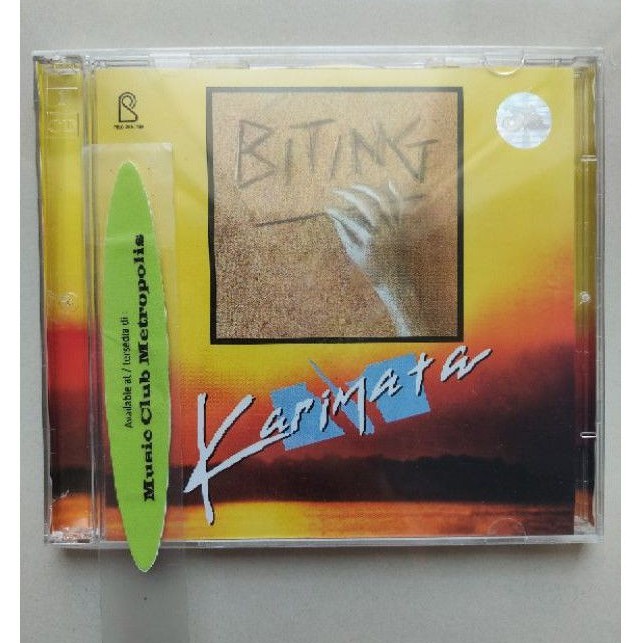 BITING
Karimata
Available at / tersedia di :
Music Club Metropolis